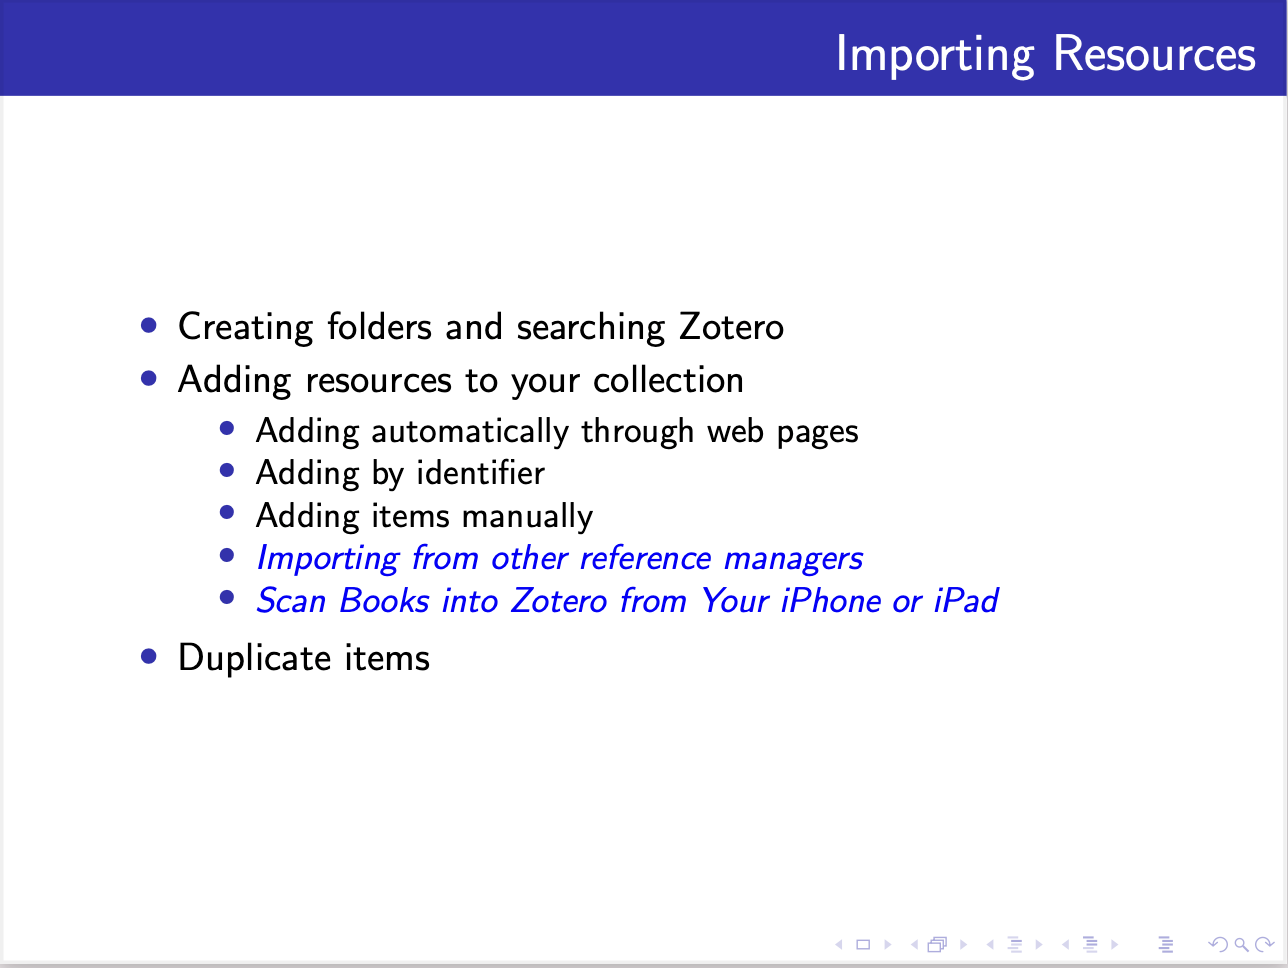 Importing Resources
Creating folders and searching Zotero
Adding resources to your collection
Adding automatically through web pages
Adding by identifier
Adding items manually
Importing from other reference managers
Scan Books into Zotero from Your iPhone or iPad
Duplicate items